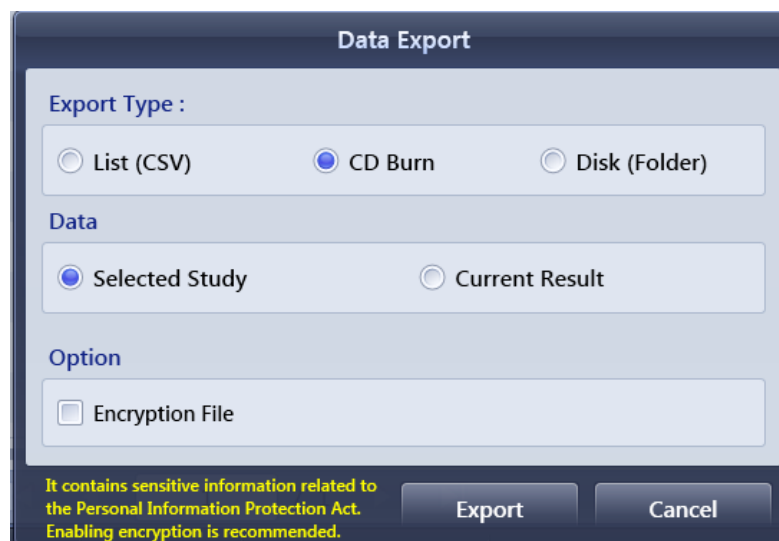 Data Export
Export Type :
List (CSV)
CD Burn
Disk (Folder)
Data
Selected Study
Current Result
Option
Encryption File
It contains sensitive information related to
the Personal Information Protection Act.
Enabling encryption is recommended.
Export
Cancel